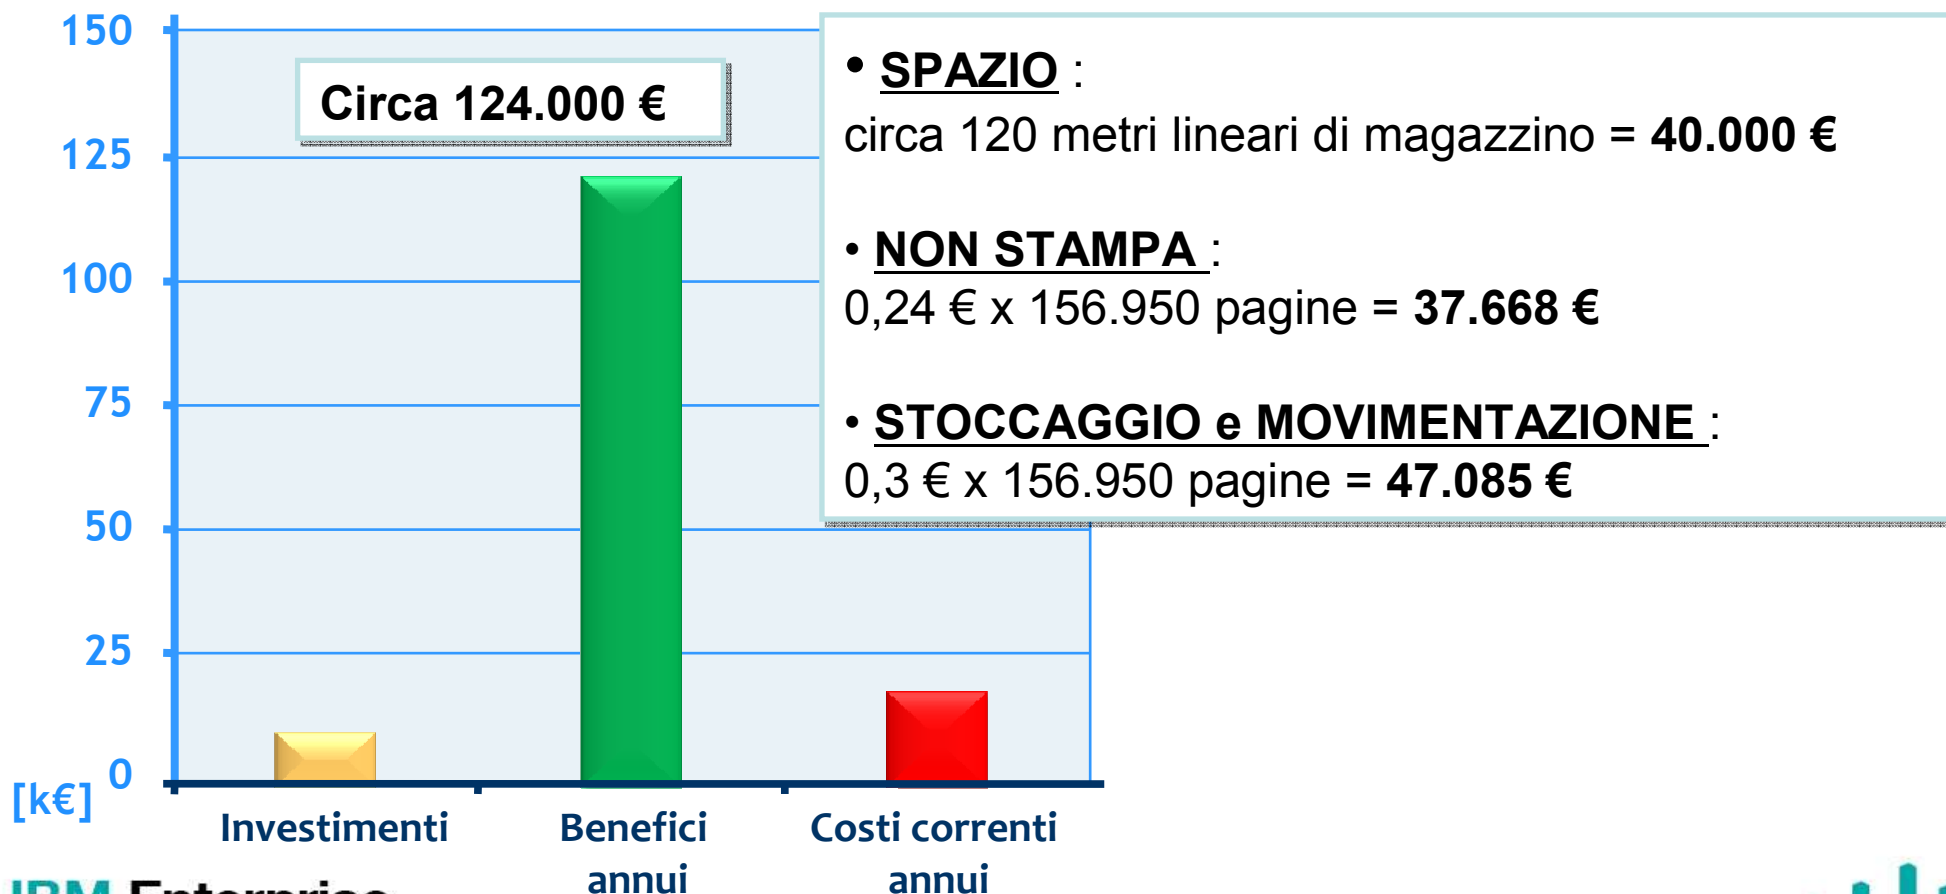 150
125
100
75
50
25
0
[k€]
Circa 124.000 €
• SPAZIO :
circa 120 metri lineari di magazzino = 40.000 €
• NON STAMPA :
0,24 € x 156.950 pagine = 37.668 €
• STOCCAGGIO e MOVIMENTAZIONE :
0,3 € x 156.950 pagine = 47.085 €
Investimenti
Benefici
annui
Costi correnti
annui
IBM Enterprise